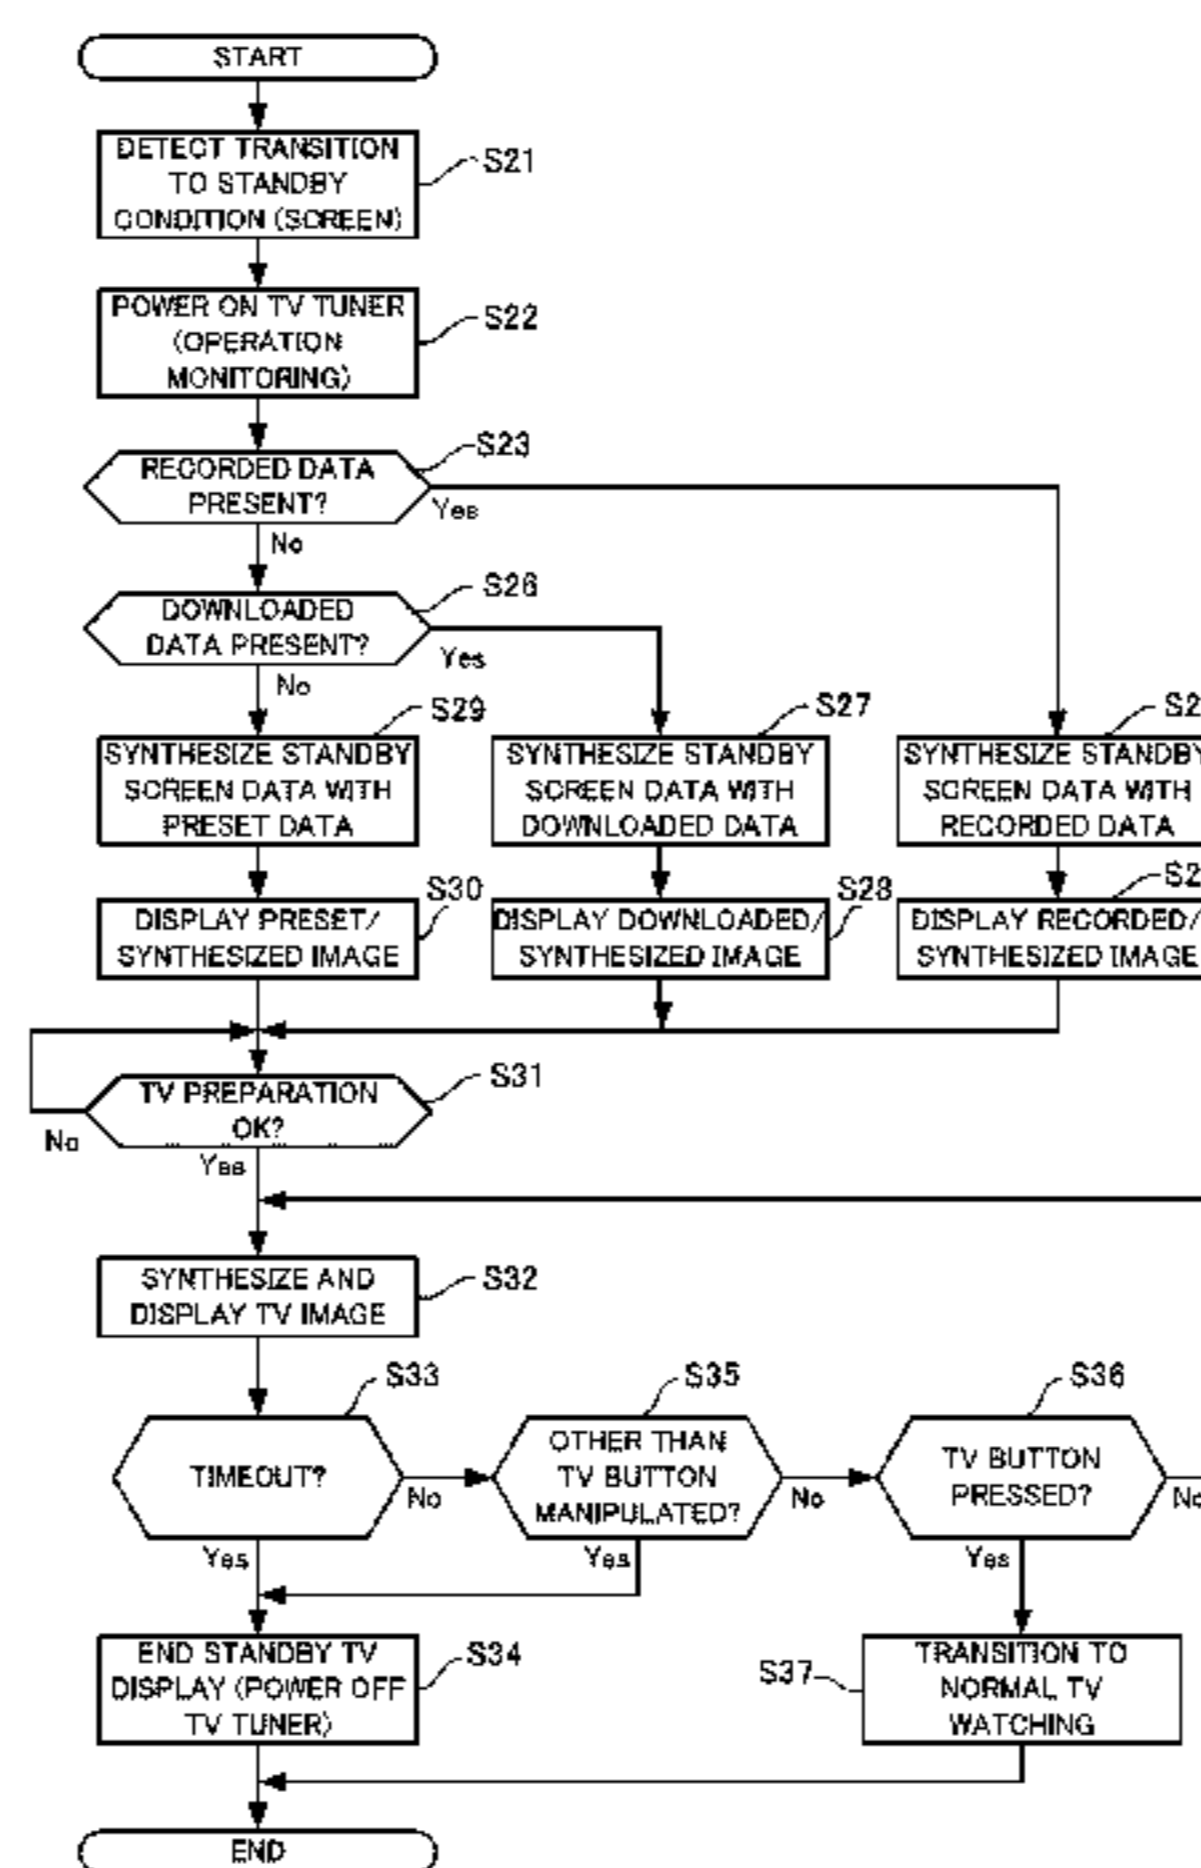 START
DETECT TRANSITION
TO STANDBY
CONDITION (SCREEN)
S21
POWER ON TV TUNER
(OPERATION
MONITORING)
S22
S23
RECORDED DATA
PRESENT?
Yes
No
S26
DOWNLOADED
DATA PRESENT?
Yes
No
S29
SYNTHESIZE STANDBY
SCREEN DATA WITH
PRESET DATA
S27
SYNTHESIZE STANDBY
SCREEN DATA WITH
DOWNLOADED DATA
S2
SYNTHESIZE STANDBY
SCREEN DATA WITH
RECORDED DATA
S30
DISPLAY PRESET/
SYNTHESIZED IMAGE
S28
DISPLAY DOWNLOADED/
SYNTHESIZED IMAGE
S2
DISPLAY RECORDED/
SYNTHESIZED IMAGE
S31
TV PREPARATION
OK?
No
Yes
SYNTHESIZE AND
DISPLAY TV IMAGE
S32
S33
TIMEOUT?
No
Yes
S35
OTHER THAN
TV BUTTON
MANIPULATED?
No
Yes
S36
TV BUTTON
PRESSED?
No
Yes
END STANDBY TV
DISPLAY (POWER OFF
TV TUNER)
S34
S37
TRANSITION TO
NORMAL TV
WATCHING
END